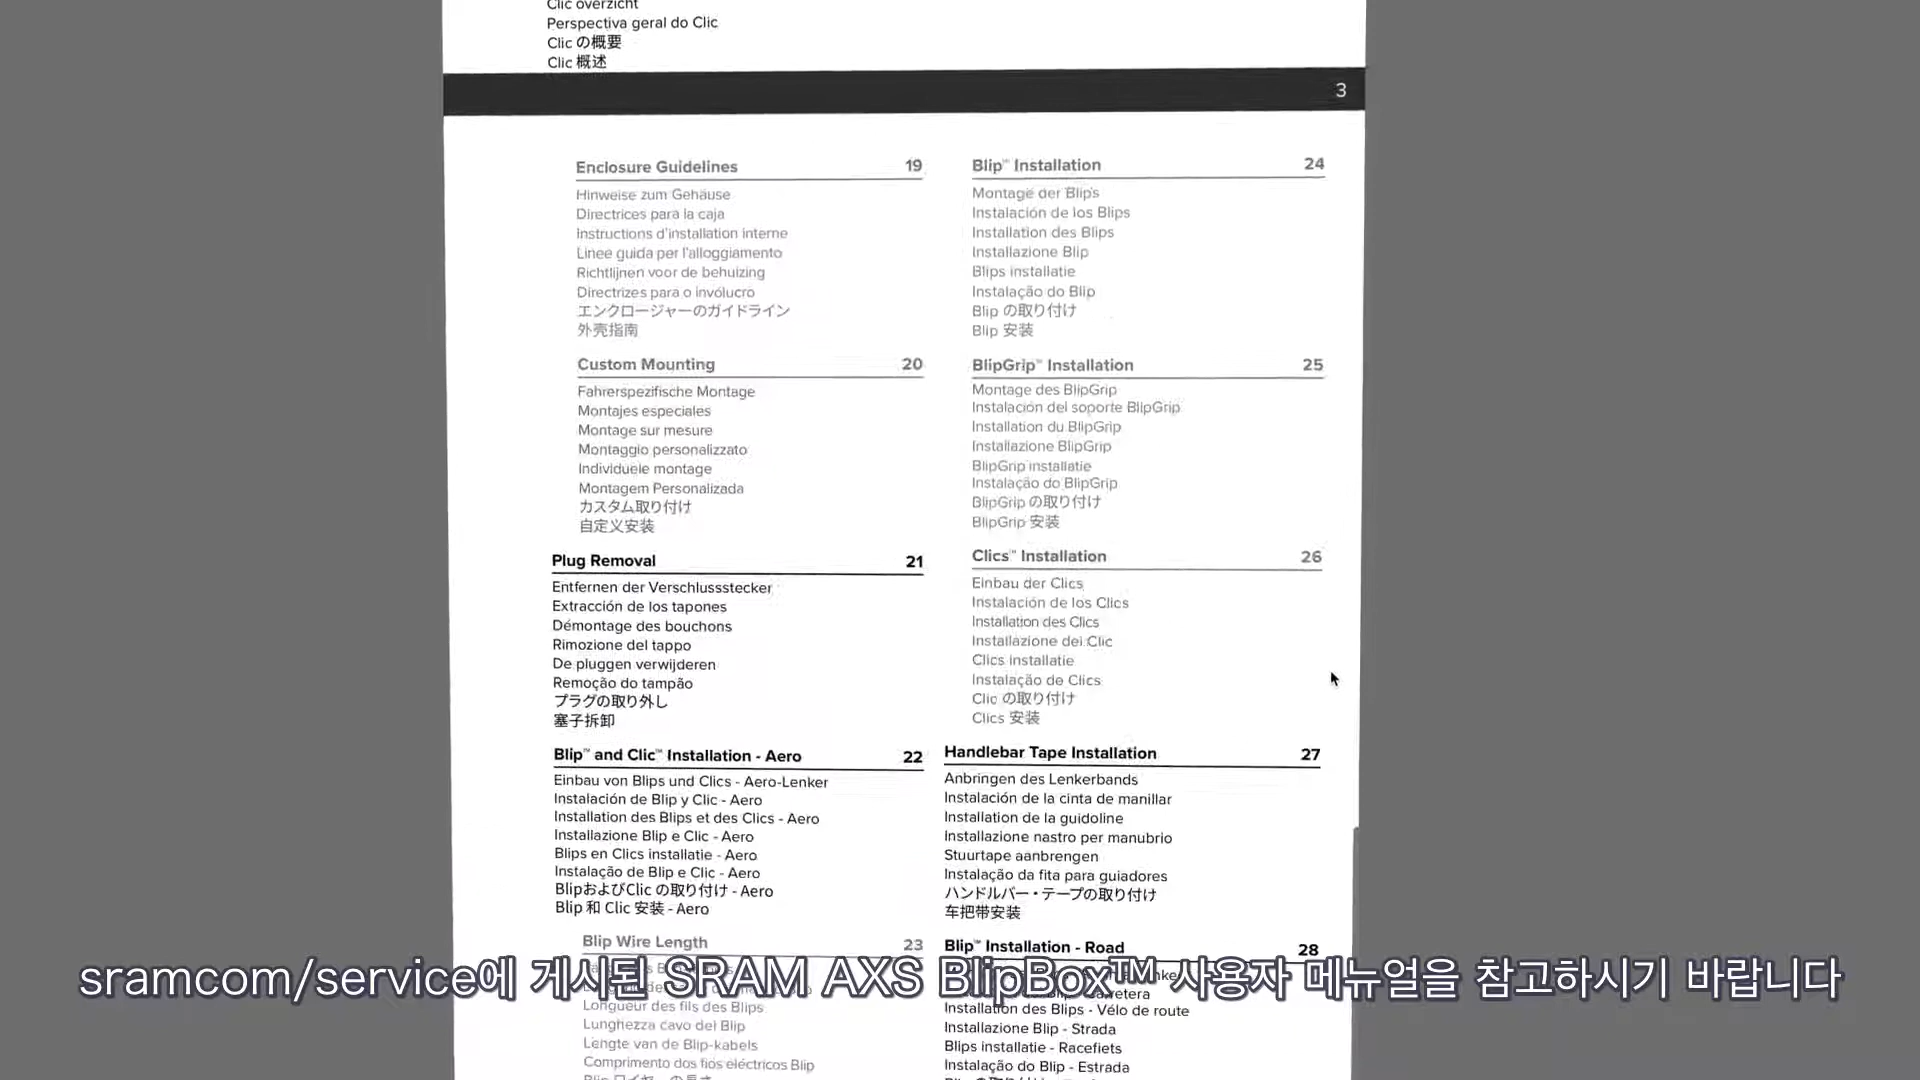 Clic overzicht
Perspectiva geral do Clic
Clic の概要
Clic 概述
3
Enclosure Guidelines 19
Hinweise zum Gehäuse
Directrices para la caja
Instructions d'installation interne
Linee guida per l'alloggiamento
Richtlijnen voor de behuizing
Directrizes para o invólucro
エンクロージャーのガイドライン
外壳指南
Custom Mounting 20
Fahrerspezifische Montage
Montajes especiales
Montage sur mesure
Montaggio personalizzato
Individuele montage
Montagem Personalizada
カスタム取り付け
自定义安装
Plug Removal 21
Entfernen der Verschlussstecker
Extracción de los tapones
Démontage des bouchons
Rimozione del tappo
De pluggen verwijderen
Remoção do tampão
プラグの取り外し
塞子拆卸
Blip™ and Clic™ Installation - Aero 22
Einbau von Blips und Clics - Aero-Lenker
Instalación de Blip y Clic - Aero
Installation des Blips et des Clics - Aero
Installazione Blip e Clic - Aero
Blips en Clics installatie - Aero
Instalação de Blip e Clic - Aero
BlipおよびClic の取り付け - Aero
Blip 和 Clic 安装 - Aero
Blip Wire Length 23
Longueur des fils des Blips
Lunghezza cavo del Blip
Lengte van de Blip-kabels
Comprimento dos fios eléctricos Blip
Blip ワイヤーの長さ
Blip™ Installation 24
Montage der Blips
Instalación de los Blips
Installation des Blips
Installazione Blip
Blips installatie
Instalação do Blip
Blip の取り付け
Blip 安装
BlipGrip™ Installation 25
Montage des BlipGrip
Instalación del soporte BlipGrip
Installation du BlipGrip
Installazione BlipGrip
BlipGrip installatie
Instalação do BlipGrip
BlipGrip の取り付け
BlipGrip 安装
Clics™ Installation 26
Einbau der Clics
Instalación de los Clics
Installation des Clics
Installazione dei Clic
Clics installatie
Instalação de Clics
Clic の取り付け
Clics 安装
Handlebar Tape Installation 27
Anbringen des Lenkerbands
Instalación de la cinta de manillar
Installation de la guidoline
Installazione nastro per manubrio
Stuurtape aanbrengen
Instalação da fita para guiadores
ハンドルバー・テープの取り付け
车把带安装
Blip™ Installation - Road 28
Installation des Blips - Vélo de route
Installazione Blip - Strada
Blips installatie - Racefiets
Instalação do Blip - Estrada
sramcom/service에 게시된 SRAM AXS BlipBox™ 사용자 메뉴얼을 참고하시기 바랍니다